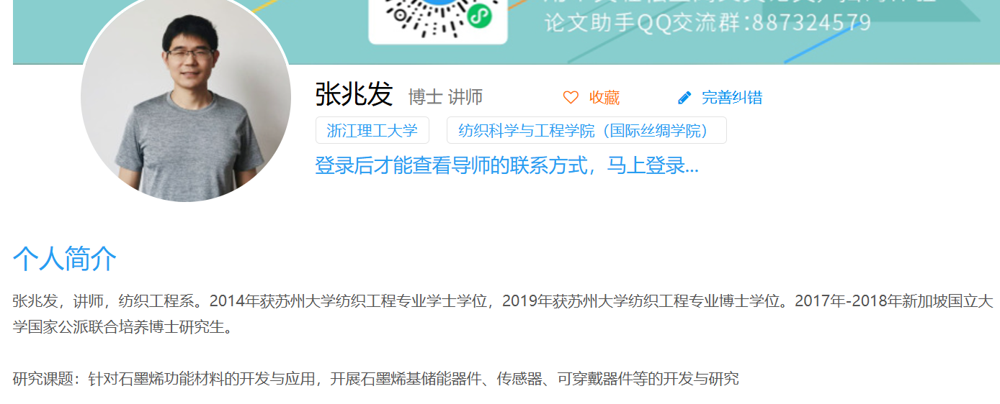 论文助手QQ交流群:887324579
张兆发 博士 讲师 收藏 完善纠错
浙江理工大学 纺织科学与工程学院（国际丝绸学院）
登录后才能查看导师的联系方式，马上登录...
个人简介
张兆发，讲师，纺织工程系。2014年获苏州大学纺织工程专业学士学位，2019年获苏州大学纺织工程专业博士学位。2017年-2018年新加坡国立大
学国家公派联合培养博士研究生。
研究课题：针对石墨烯功能材料的开发与应用，开展石墨烯基储能器件、传感器、可穿戴器件等的开发与研究